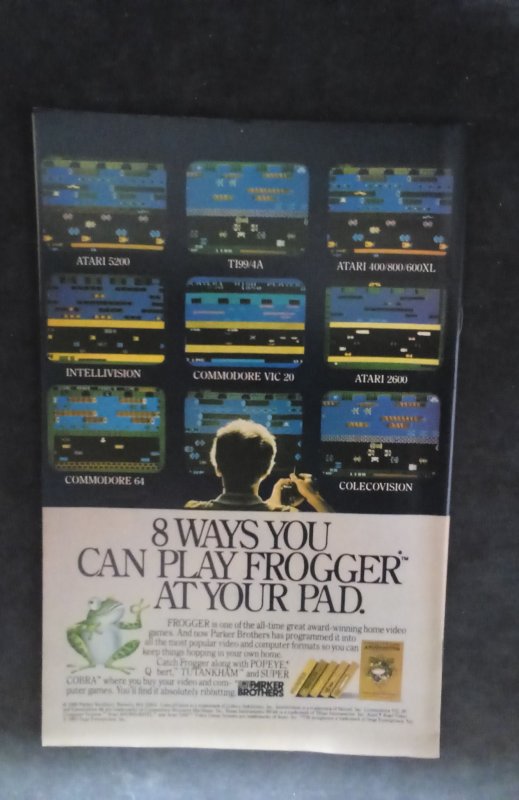 ATARI 5200
TI99/4A
ATARI 400/800/600XL
INTELLIVISION
COMMODORE VIC 20
ATARI 2600
COMMODORE 64
COLECOVISION
8 WAYS YOU
CAN PLAY FROGGER™
AT YOUR PAD.
FROGGER is one of the all-time great award-winning home video
games. And now Parker Brothers has programmed it into
all the most popular video and computer formats so you can
keep things hopping in your own home.
Catch Frogger along with POPEYE,
Q bert, TUTANKHAM and SUPER
COBRA where you buy your video and com-
puter games. You'll find it absolutely ribbiting.
PARKER
BROTHERS